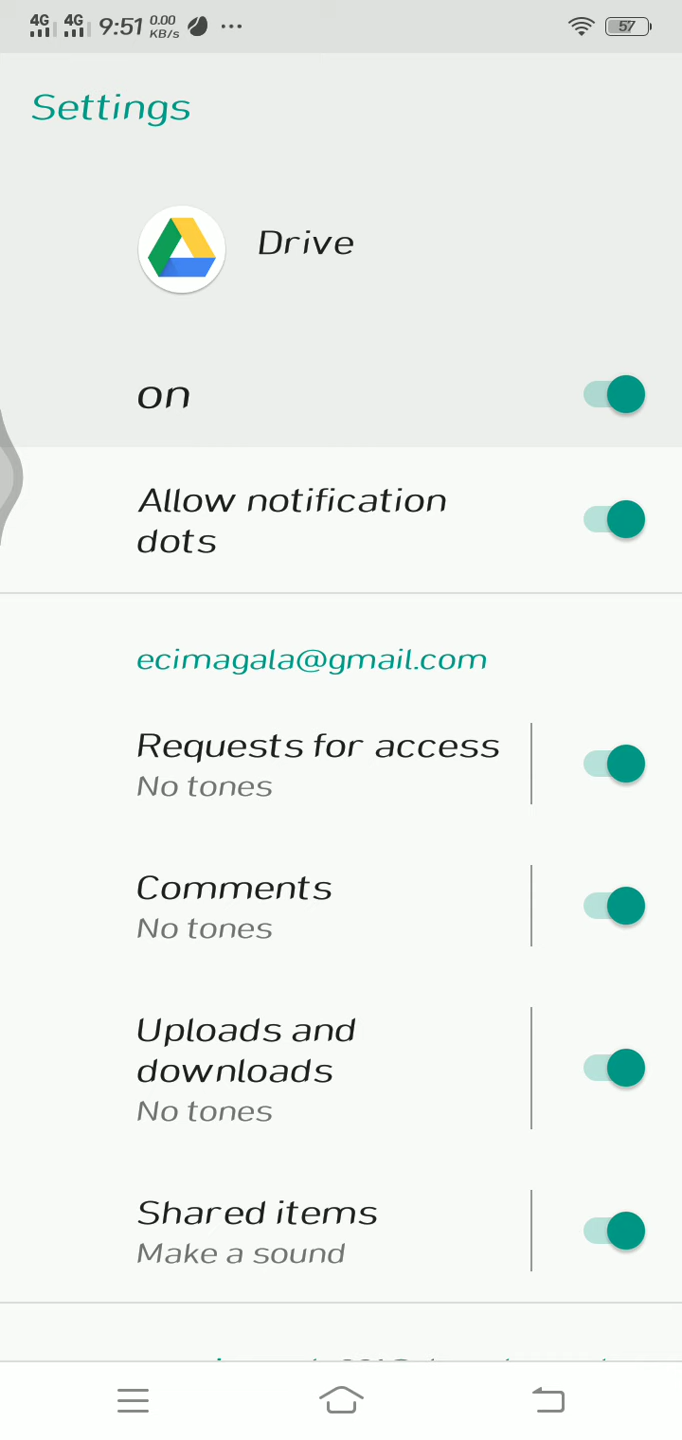 4G 4G 9:51 0.00 KB/s ... 57
Settings
Drive
on
Allow notification
dots
ecimagala@gmail.com
Requests for access
No tones
Comments
No tones
Uploads and
downloads
No tones
Shared items
Make a sound